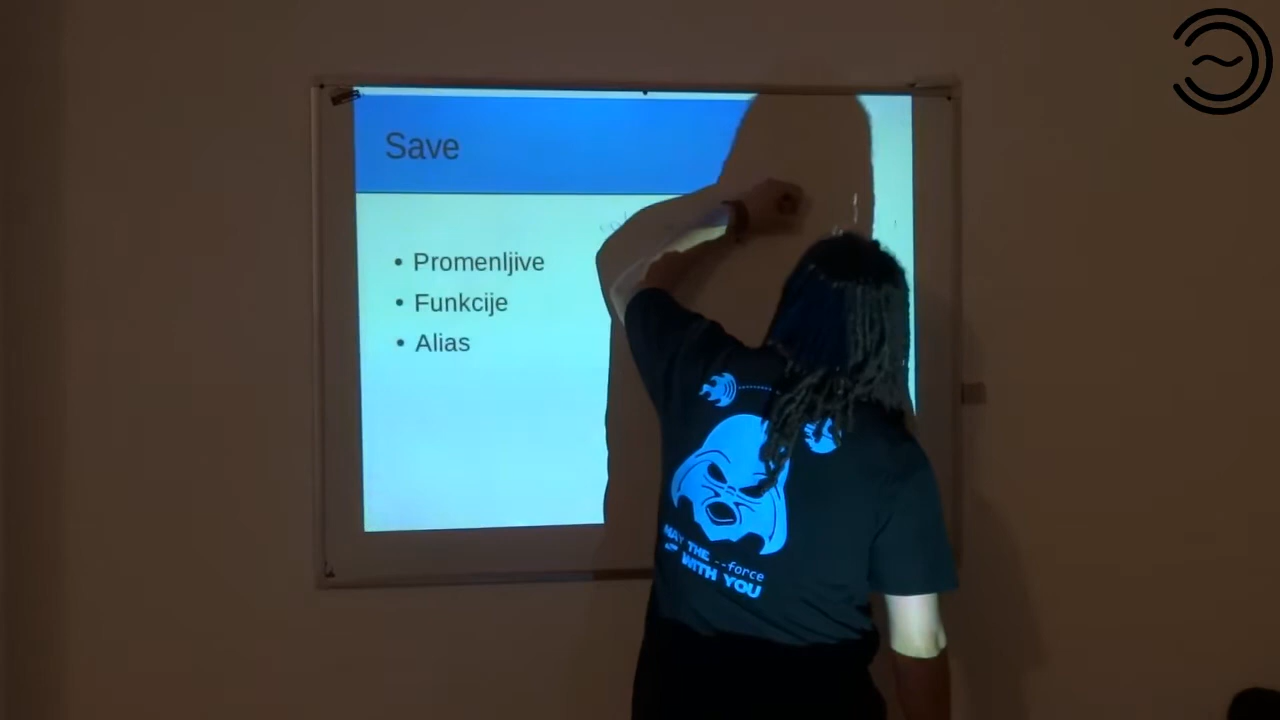 Save
Promenljive
Funkcije
Alias
MAY THE --force
WITH YOU